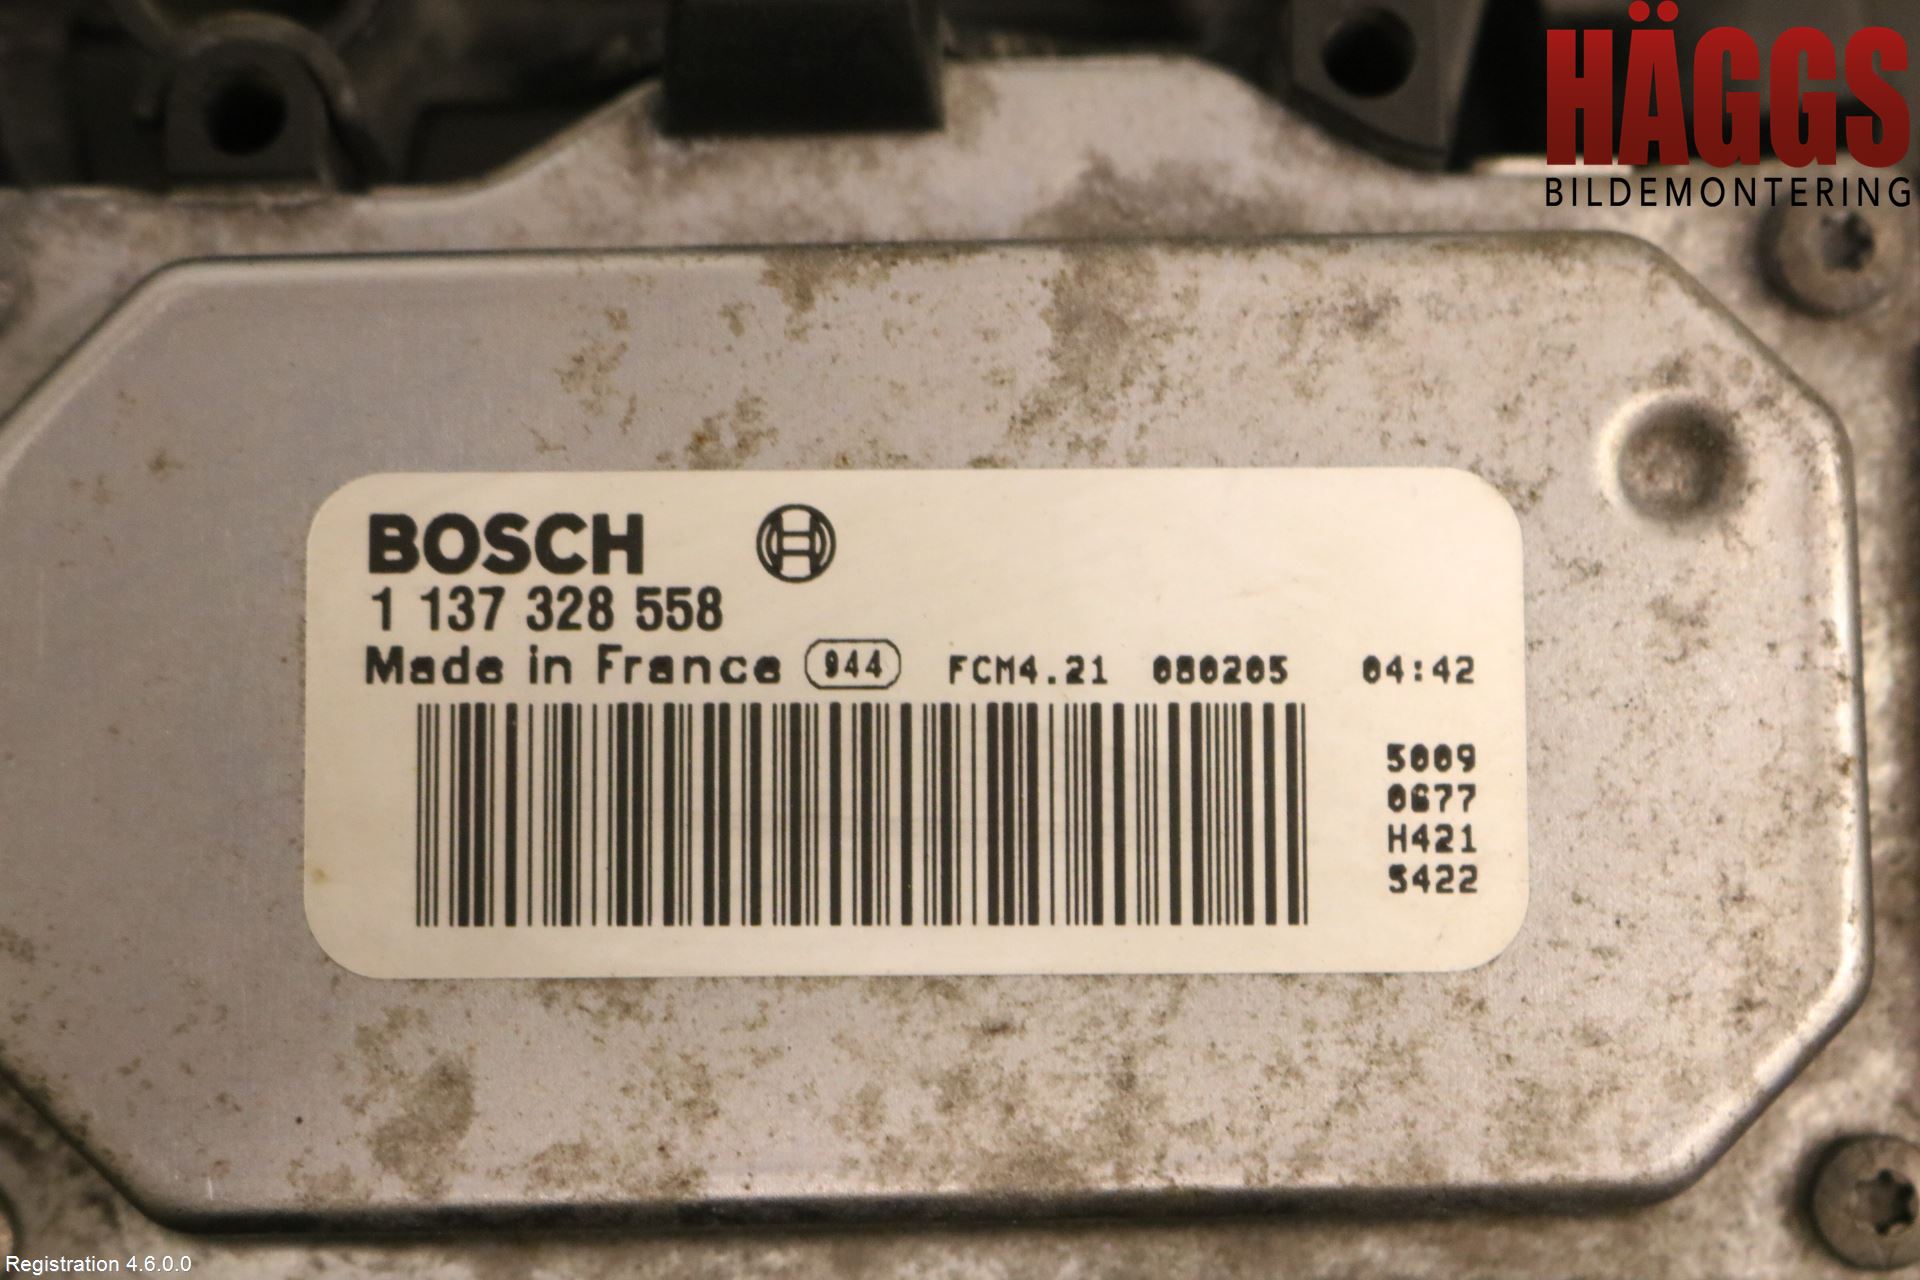 HÄGGS
BILDEMONTERING
BOSCH
1 137 328 558
Made in France 944 FCM4.21 080205 04:42
5009
0677
H421
5422
Registration 4.6.0.0